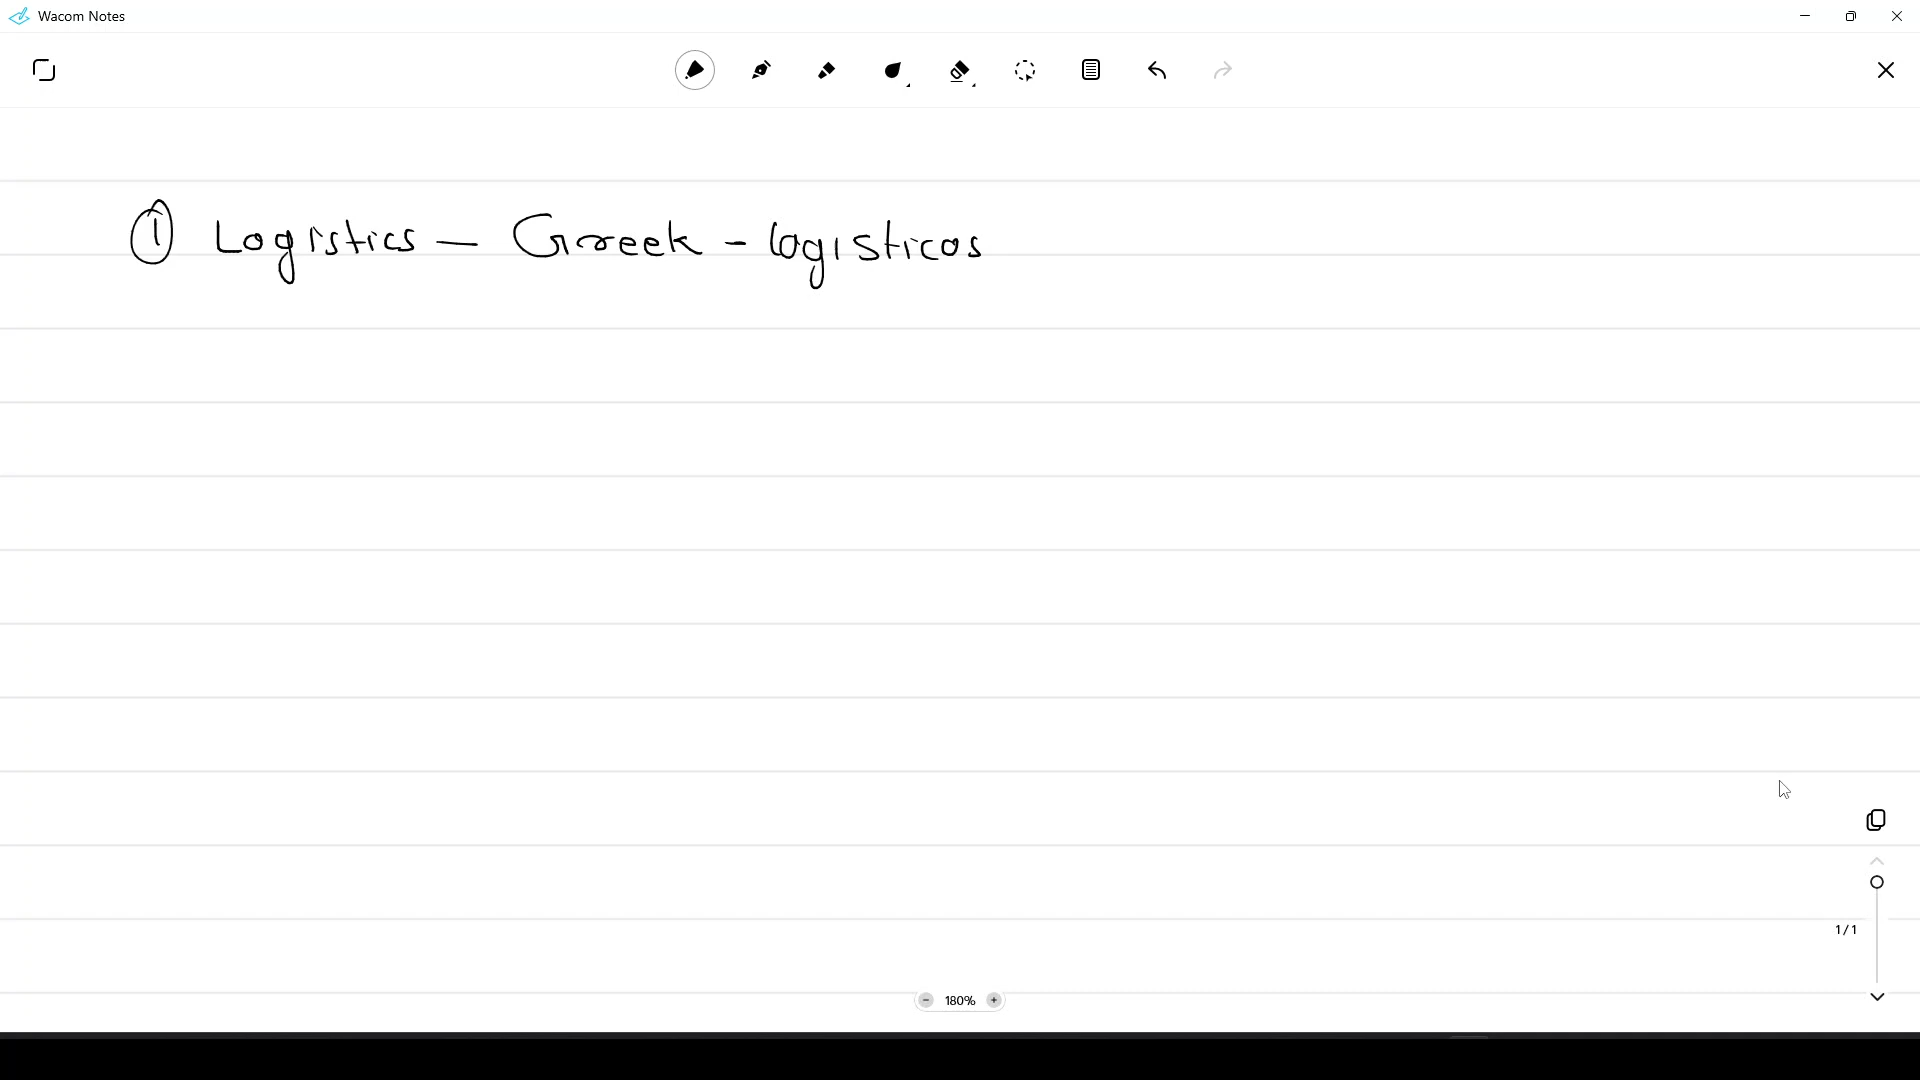 Wacom Notes
① Logistics — Greek - logisticos
1/1
180%